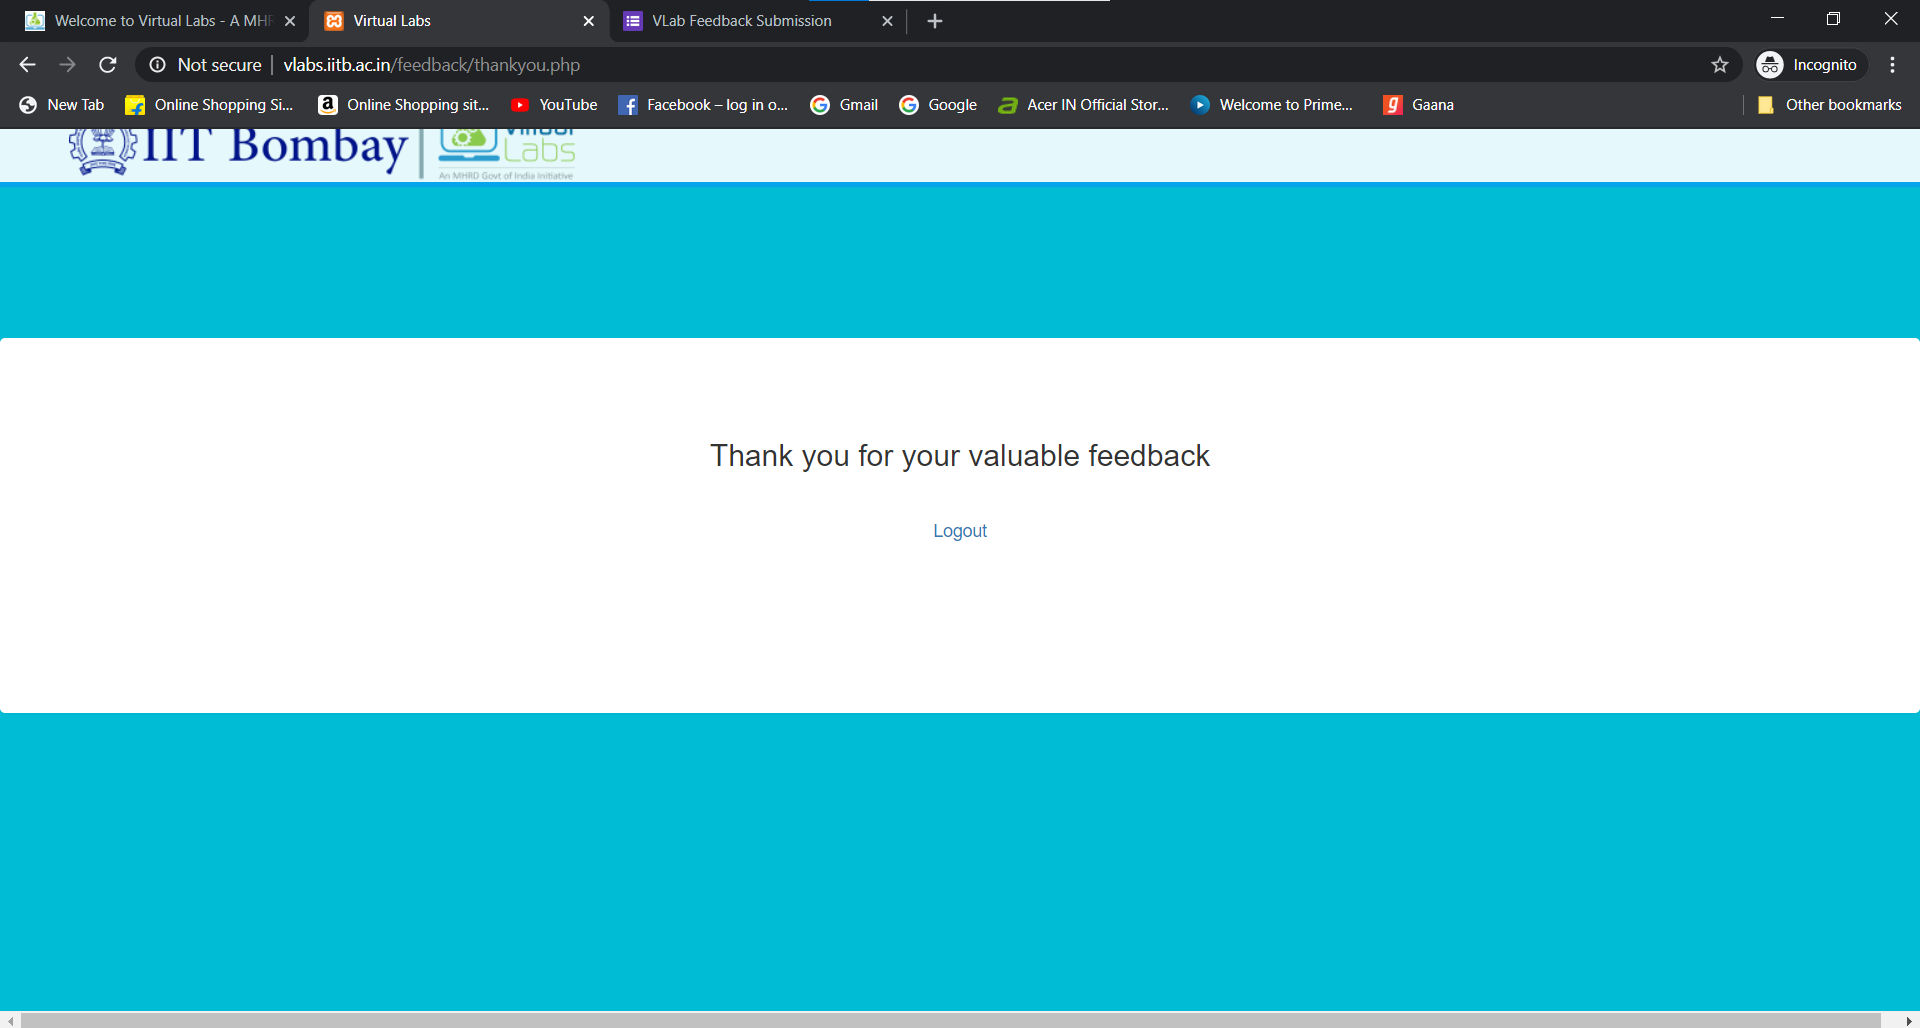 Welcome to Virtual Labs - A MHR
Virtual Labs
VLab Feedback Submission
Not secure
vlabs.iitb.ac.in/feedback/thankyou.php
Incognito
New Tab
Online Shopping Si...
Online Shopping sit...
YouTube
Facebook – log in o...
Gmail
Google
Acer IN Official Stor...
Welcome to Prime...
Gaana
Other bookmarks
IIT Bombay
Virtual
Labs
An MHRD Govt of India Initiative
Thank you for your valuable feedback
Logout